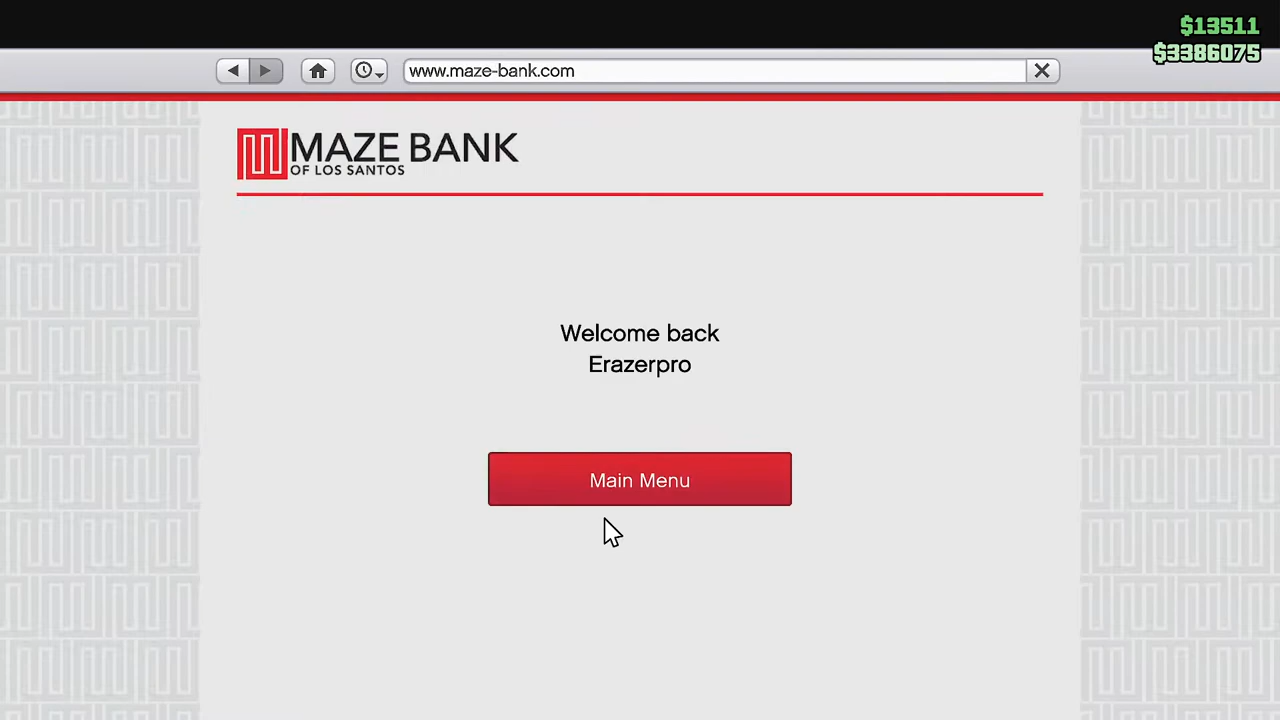 $13511
$3386075
www.maze-bank.com
MAZE BANK
OF LOS SANTOS
Welcome back
Erazerpro
Main Menu